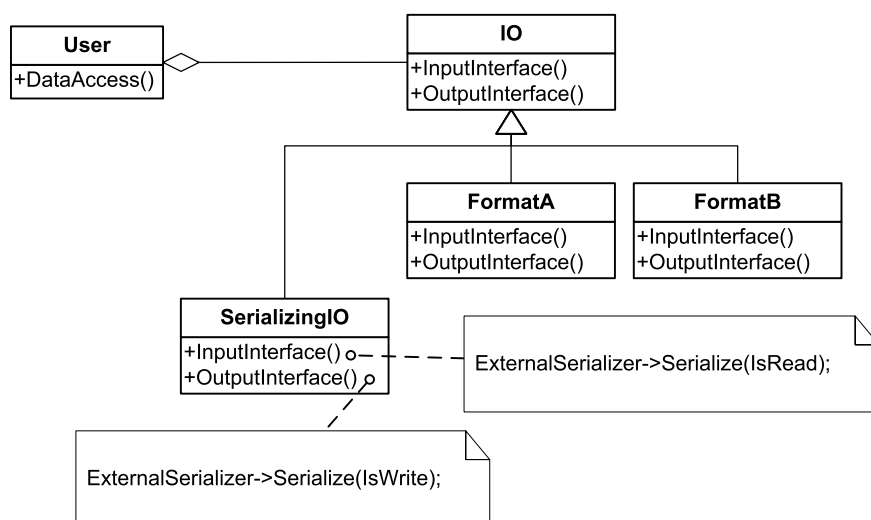 User
+DataAccess()
IO
+InputInterface()
+OutputInterface()
FormatA
+InputInterface()
+OutputInterface()
FormatB
+InputInterface()
+OutputInterface()
SerializingIO
+InputInterface()
+OutputInterface()
ExternalSerializer->Serialize(IsRead);
ExternalSerializer->Serialize(IsWrite);